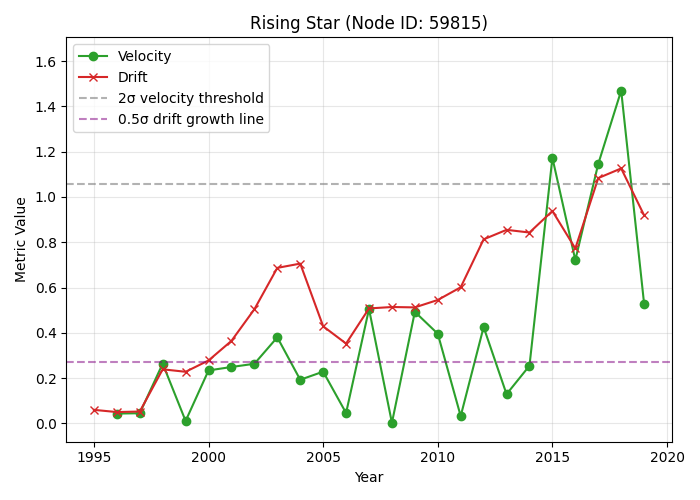 Rising Star (Node ID: 59815)
Velocity
Drift
2σ velocity threshold
0.5σ drift growth line
Metric Value
1.6
1.4
1.2
1.0
0.8
0.6
0.4
0.2
0.0
1995
2000
2005
2010
2015
2020
Year